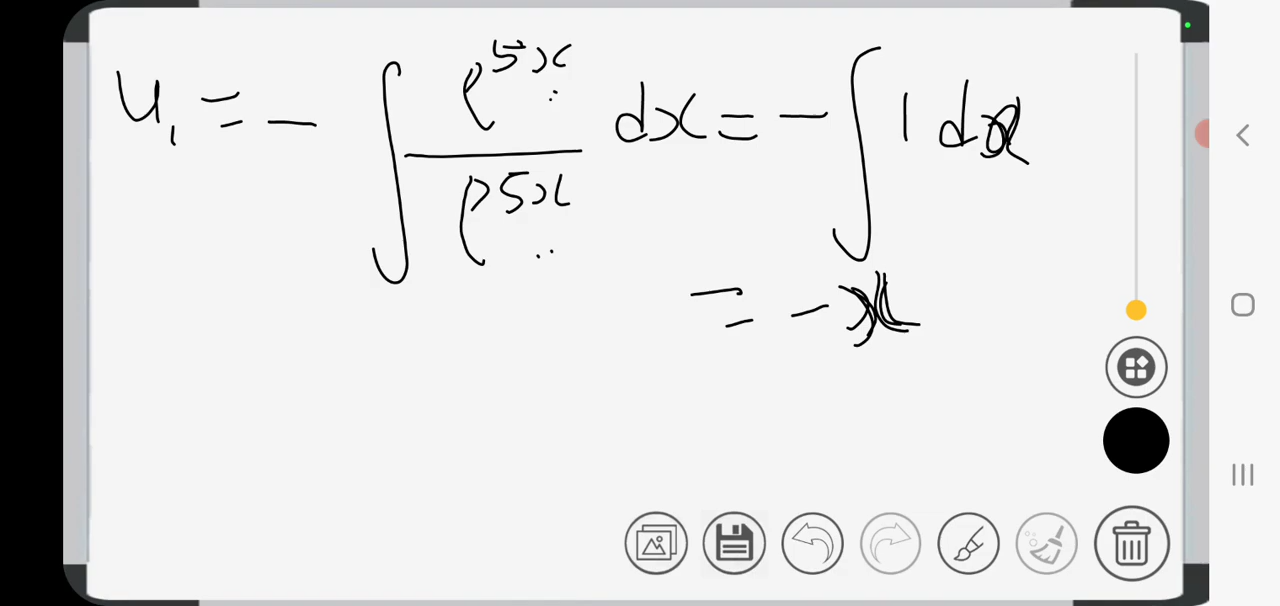 u₁ = - ∫ e^{5x} / e^{5x} dx = - ∫ 1 dx
= -x